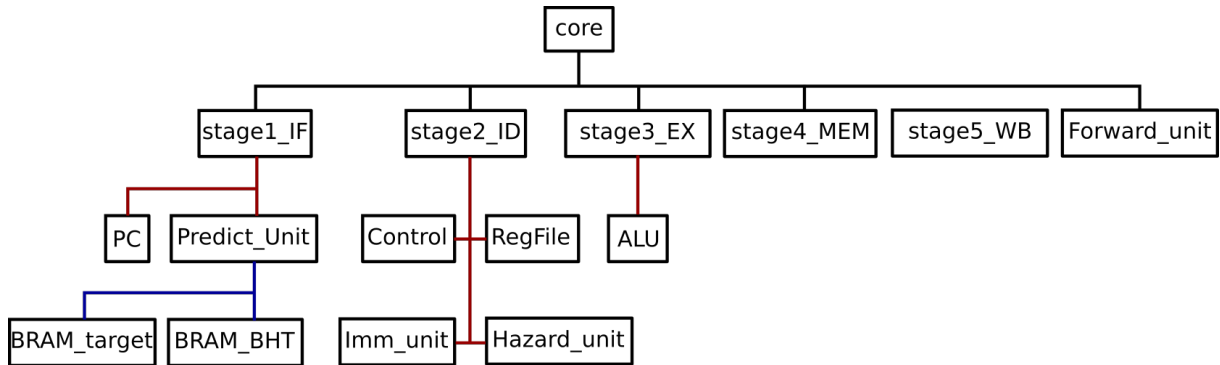 core
stage1_IF
stage2_ID
stage3_EX
stage4_MEM
stage5_WB
Forward_unit
PC
Predict_Unit
Control
RegFile
ALU
BRAM_target
BRAM_BHT
Imm_unit
Hazard_unit